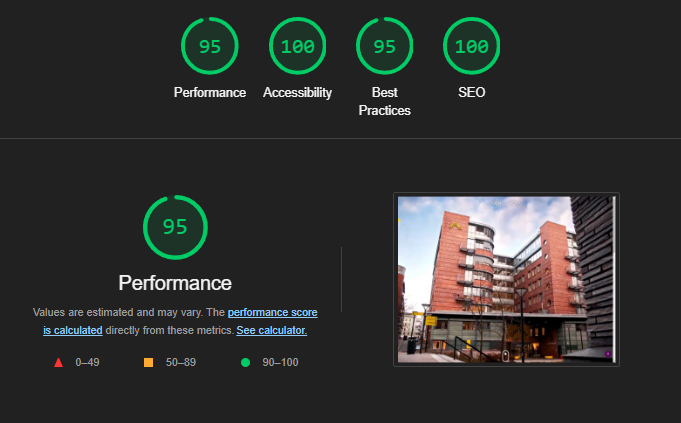 95
100
95
100
Performance
Accessibility
Best
Practices
SEO
95
Performance
Values are estimated and may vary. The performance score
is calculated directly from these metrics. See calculator.
0–49
50–89
90–100